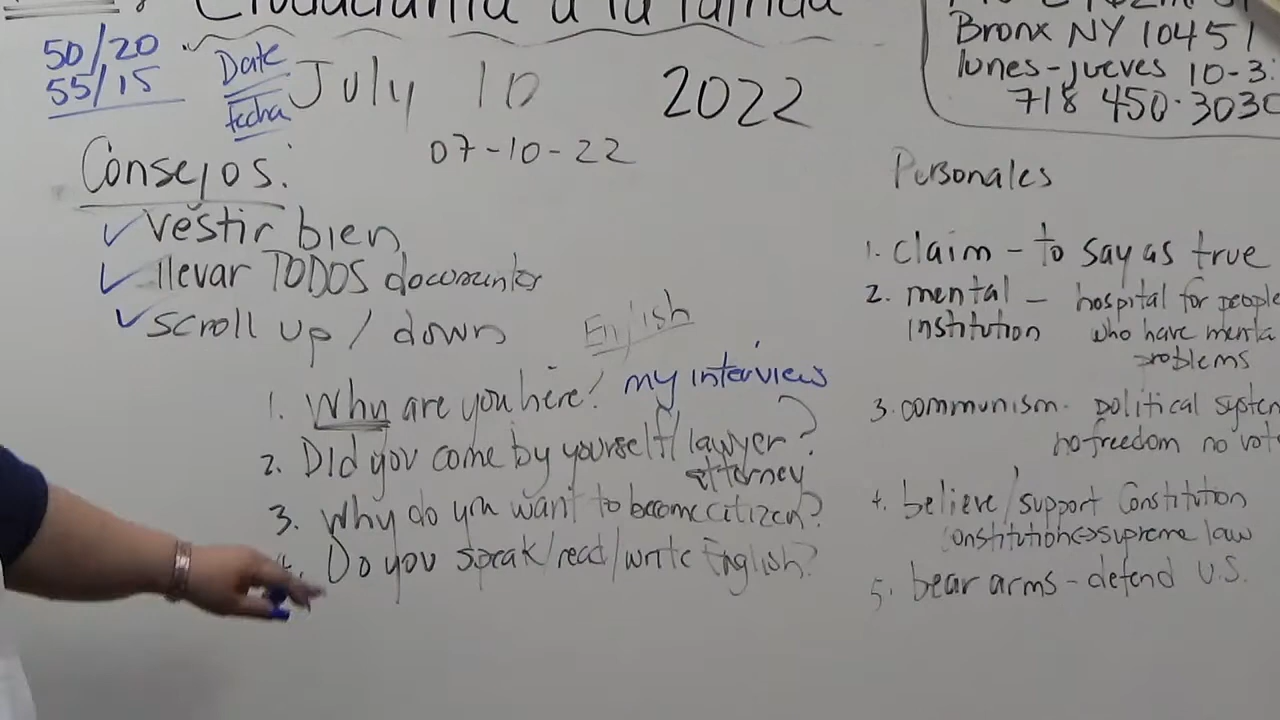 Ciudadanía a la
50/20
55/15
Date
Fecha
July 10 2022
07-10-22
Bronx NY 10451
lunes-jueves 10-3:
718 450-3030
Consejos:
✓ vestir bien
✓ llevar TODOS documentos
✓ scroll up / down
English
1. Why are you here? my interview
2. Did you come by yourself/lawyer?
attorney
3. Why do you want to become citizen?
4. Do you speak/read/write English?
Personales
1. claim - to say as true
2. mental - hospital for people
institution who have menta
problems
3. communism. political system
no freedom no vote
4. believe/support Constitution
constitution<=>supreme law
5. bear arms - defend U.S.